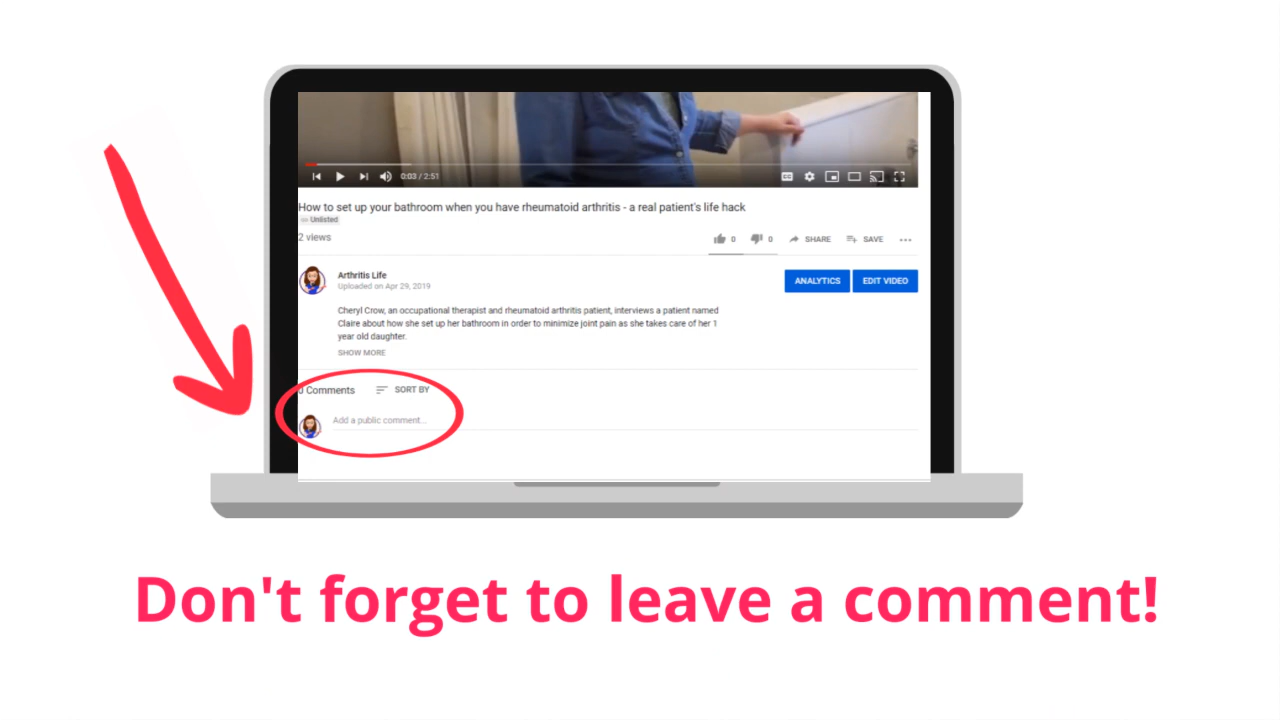 0:03 / 2:51
CC
How to set up your bathroom when you have rheumatoid arthritis - a real patient's life hack
Unlisted
2 views
0
0
SHARE
SAVE
Arthritis Life
Uploaded on Apr 29, 2019
ANALYTICS
EDIT VIDEO
Cheryl Crow, an occupational therapist and rheumatoid arthritis patient, interviews a patient named
Claire about how she set up her bathroom in order to minimize joint pain as she takes care of her 1
year old daughter.
SHOW MORE
0 Comments
SORT BY
Add a public comment...
Don't forget to leave a comment!